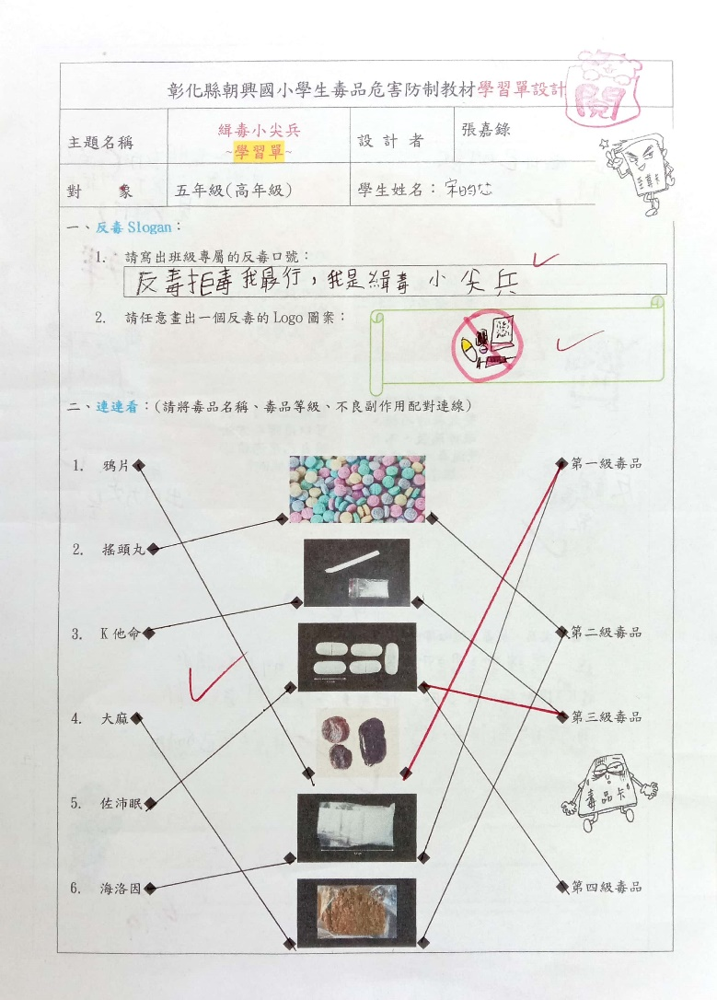 彰化縣朝興國小學生毒品危害防制教材學習單設計
閱
主題名稱
緝毒小尖兵
~學習單~
設計者
張嘉錄
對象
五年級(高年級)
學生姓名：
一、反毒 Slogan：
1. 請寫出班級專屬的反毒口號：
反毒拒毒我最行，我是緝毒小尖兵
2. 請任意畫出一個反毒的 Logo 圖案：
二、連連看：(請將毒品名稱、毒品等級、不良副作用配對連線)
1. 鴉片
第一級毒品
2. 搖頭丸
3. K 他命
第二級毒品
4. 大麻
第三級毒品
5. 佐沛眠
毒品卡
6. 海洛因
第四級毒品